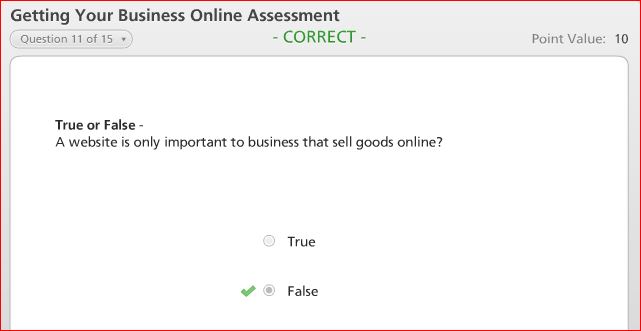 Getting Your Business Online Assessment
Question 11 of 15
- CORRECT -
Point Value: 10
True or False -
A website is only important to business that sell goods online?
True
False